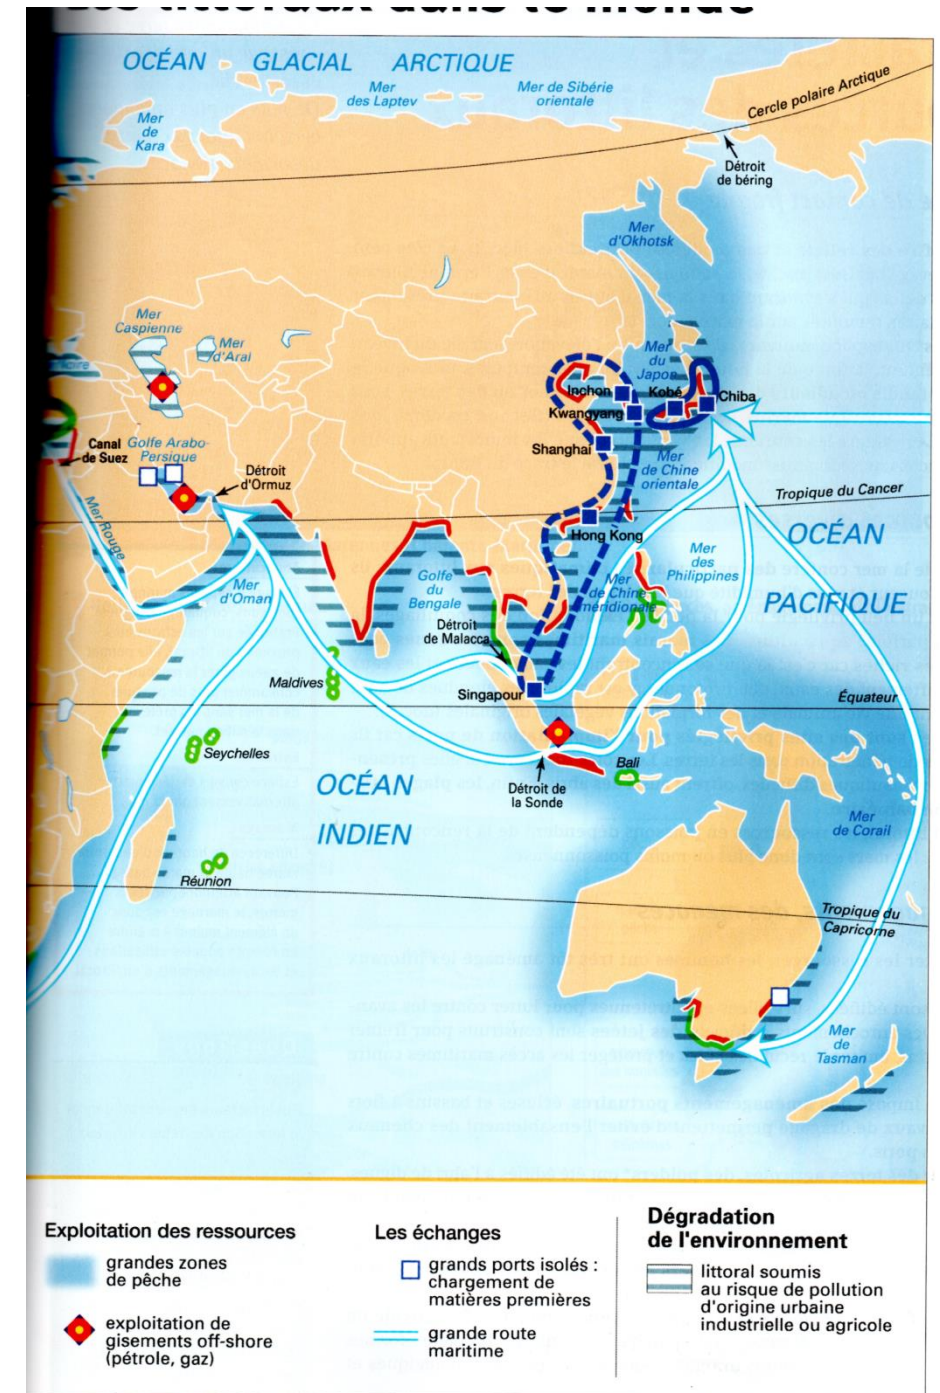 Les littoraux dans le monde
OCÉAN GLACIAL ARCTIQUE
Mer
des Laptev
Mer de Sibérie
orientale
Mer
de
Kara
Cercle polaire Arctique
Détroit
de béring
Mer
d'Okhotsk
Mer
Caspienne
Mer
d'Aral
Mer
du
Japon
Inchon
Kobé
Chiba
Kwangyang
Canal
de Suez
Golfe Arabo-
Persique
Shanghaï
Détroit
d'Ormuz
Mer
de Chine
orientale
Tropique du Cancer
Mer Rouge
Hong Kong
OCÉAN
PACIFIQUE
Mer
des
Philippines
Mer
d'Oman
Golfe
du
Bengale
Mer
de Chine
méridionale
Détroit
de Malacca
Maldives
Singapour
Équateur
Seychelles
Bali
OCÉAN
INDIEN
Détroit de
la Sonde
Mer
de Corail
Réunion
Tropique du
Capricorne
Mer
de
Tasman
Exploitation des ressources
grandes zones
de pêche
exploitation de
gisements off-shore
(pétrole, gaz)
Les échanges
grands ports isolés :
chargement de
matières premières
grande route
maritime
Dégradation
de l'environnement
littoral soumis
au risque de pollution
d'origine urbaine
industrielle ou agricole